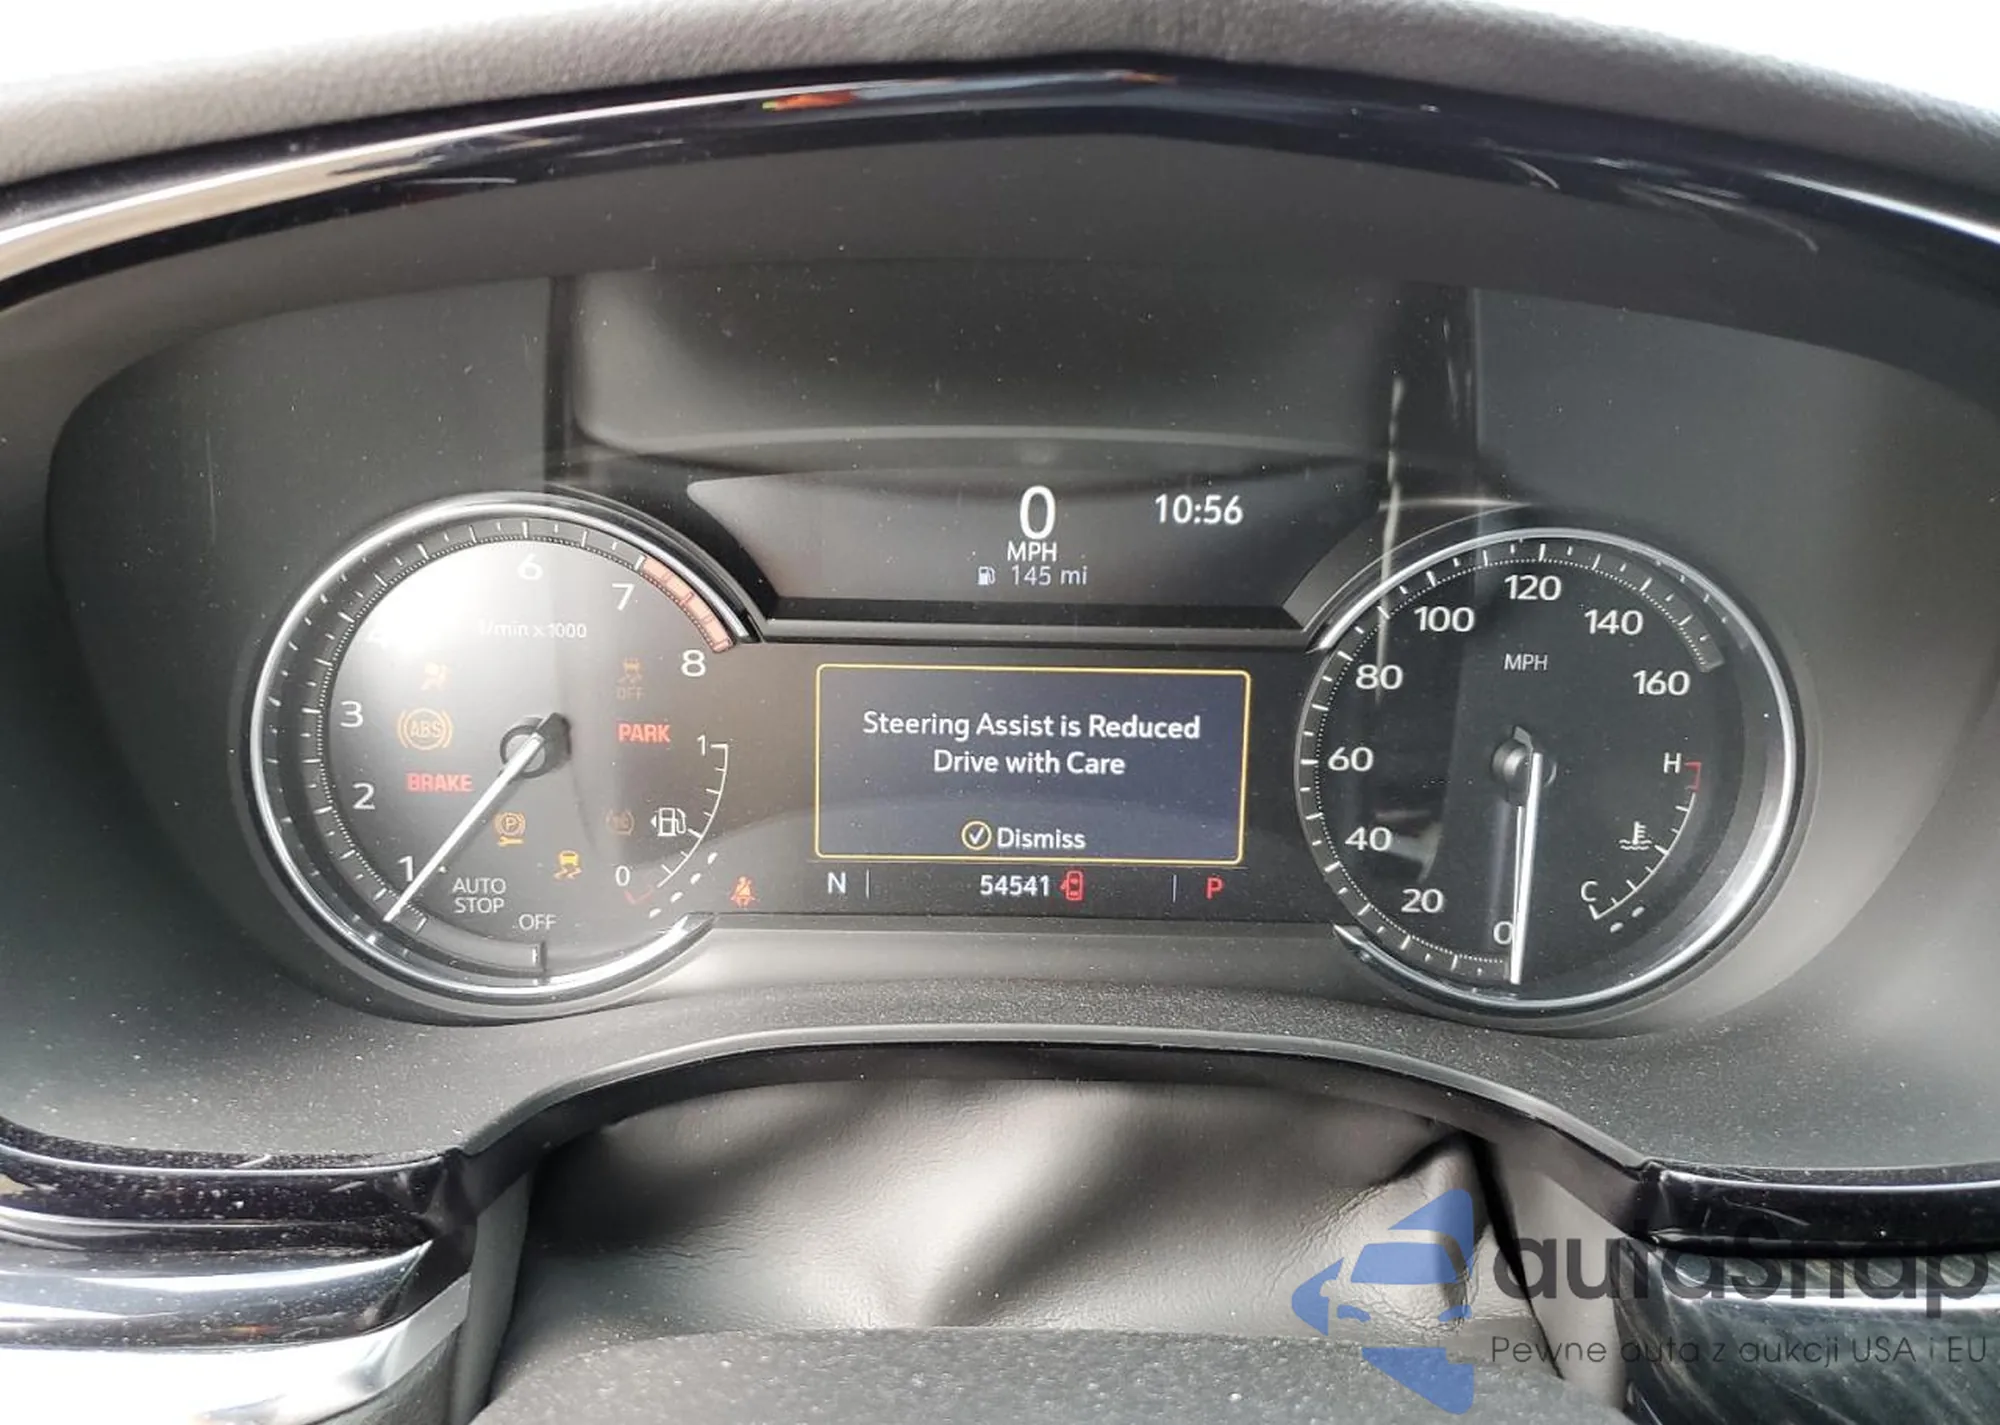 0
MPH
145 mi
10:56
6
7
8
1/min x 1000
3
2
1
OFF
ABS
PARK
BRAKE
P
1
0
AUTO
STOP
OFF
Steering Assist is Reduced
Drive with Care
Dismiss
N
54541
P
0
20
40
60
80
100
120
140
160
MPH
H
C
autoSnap
Pewne auta z aukcji USA i EU